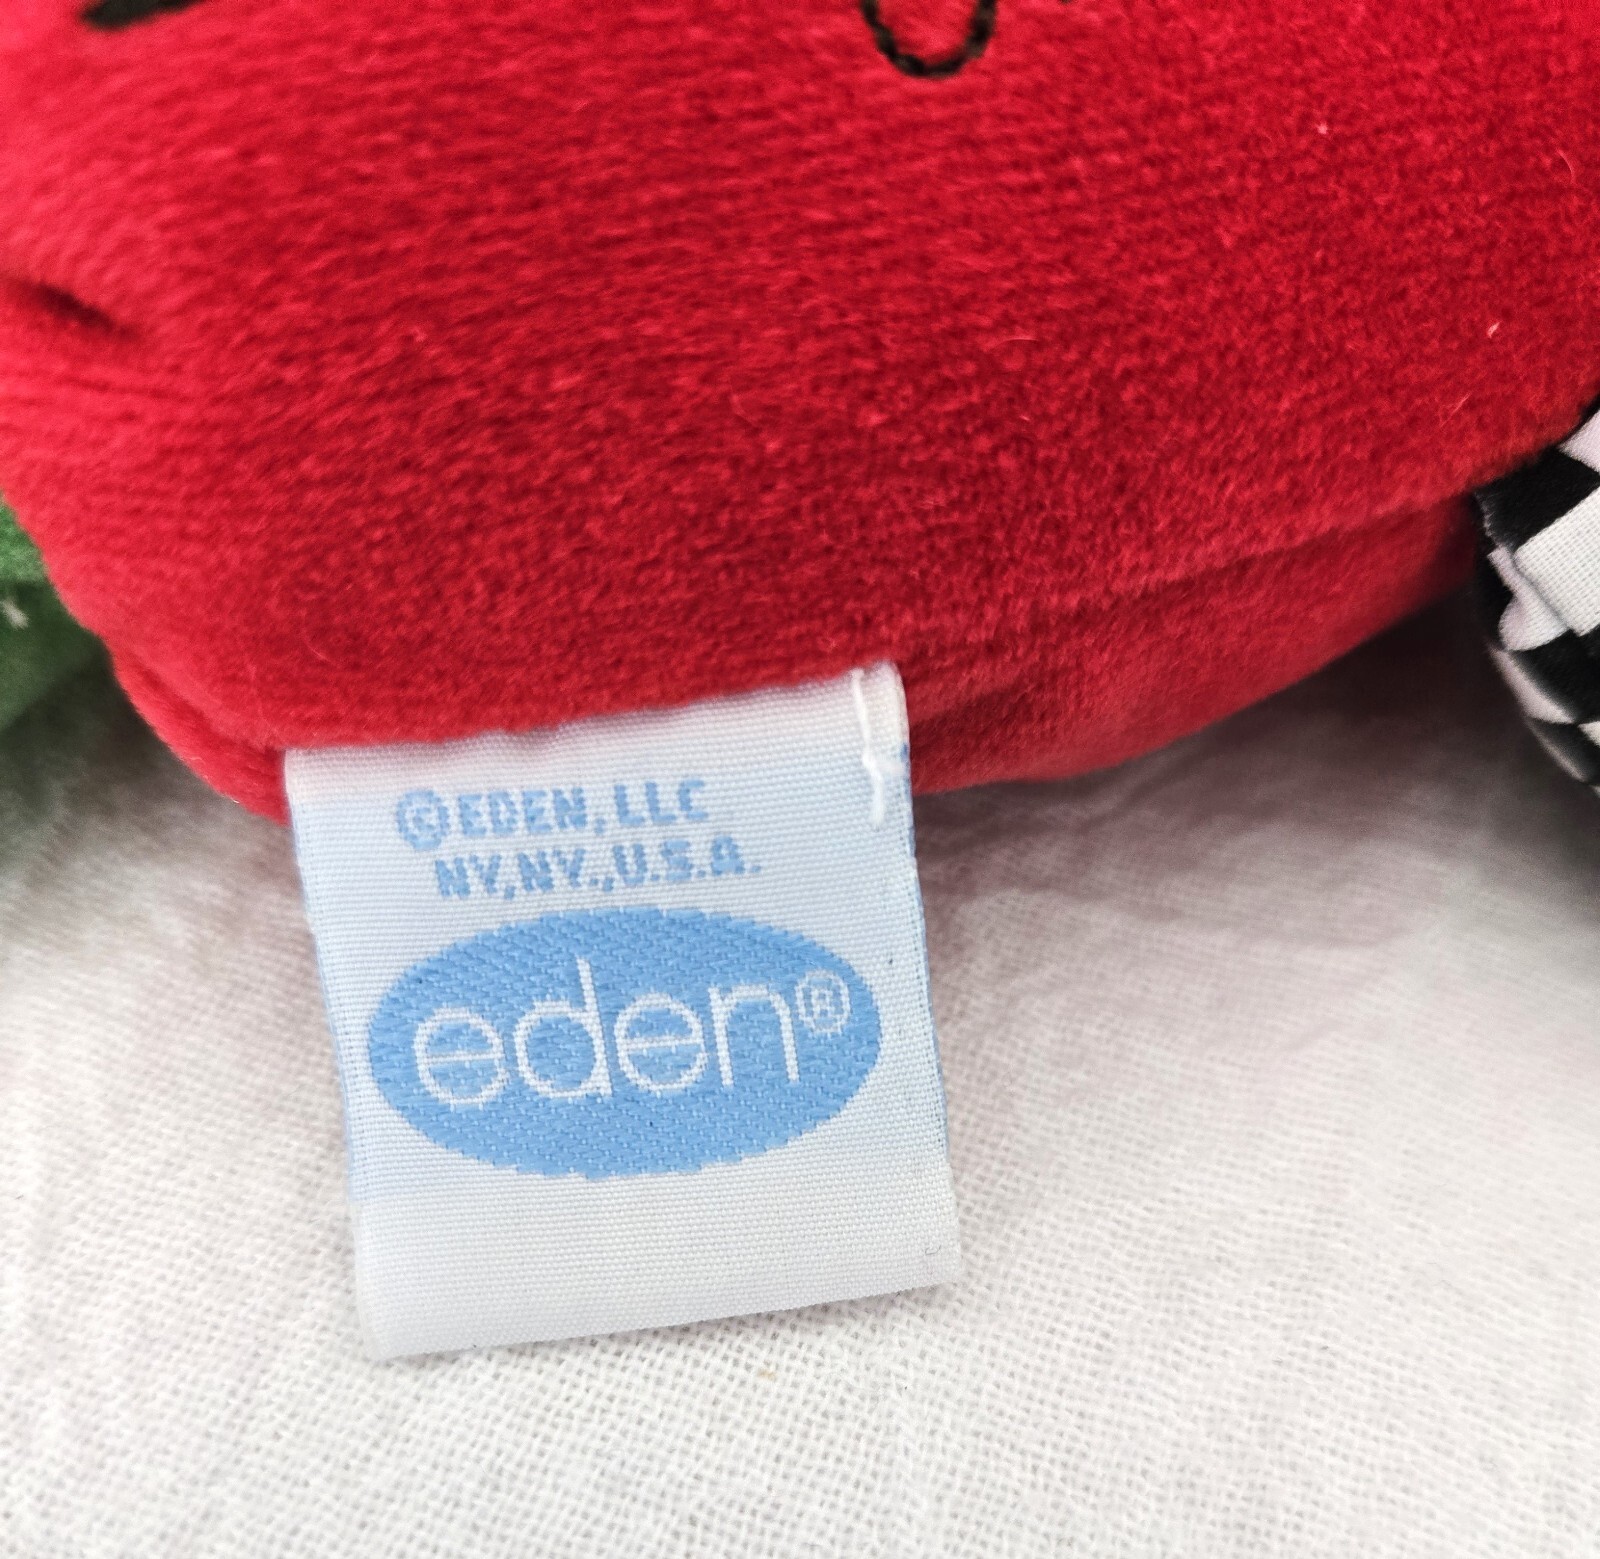 ©EDEN, LLC
NY, NY., U.S.A.
eden®